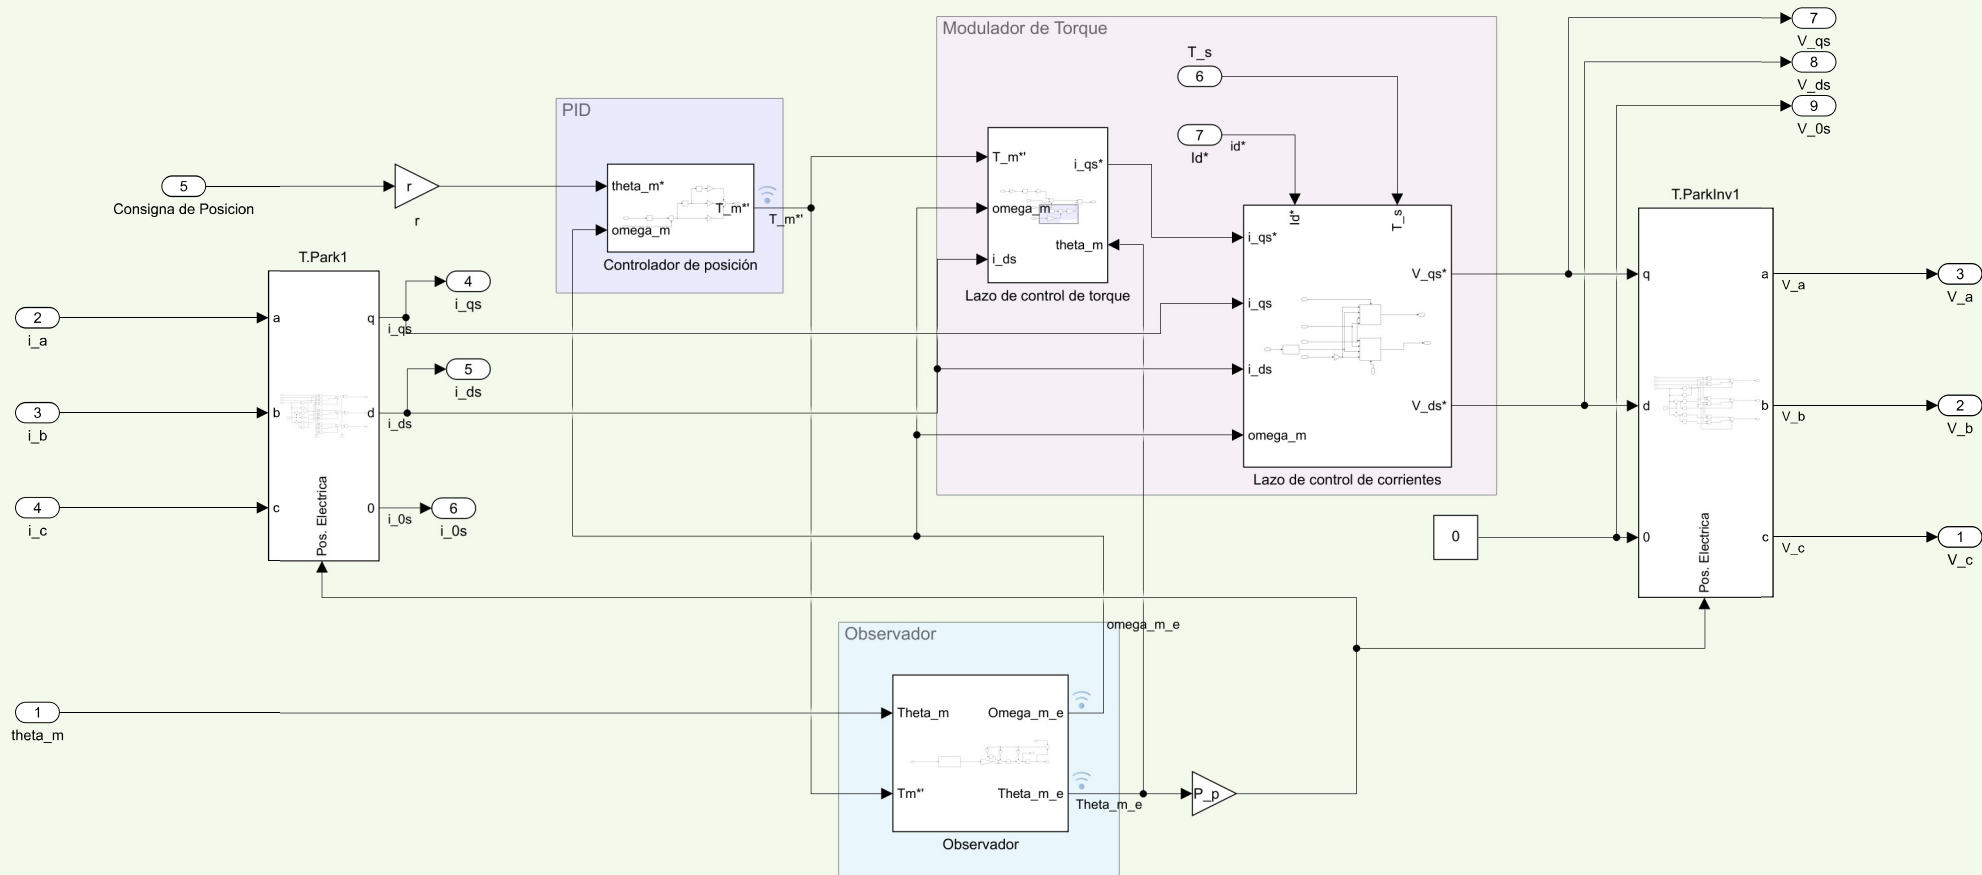 Modulador de Torque
7
V_qs
T_s
6
8
V_ds
PID
9
V_0s
7
Id*
id*
T_m*'
i_qs*
omega_m
theta_m
i_ds
Lazo de control de torque
5
Consigna de Posicion
r
r
theta_m*
T_m*'
omega_m
T_m*'
Controlador de posición
Id*
T_s
i_qs*
V_qs*
i_qs
i_ds
V_ds*
omega_m
Lazo de control de corrientes
T.ParkInv1
q
a
V_a
3
V_a
d
b
V_b
2
V_b
0
0
c
V_c
1
V_c
Pos. Electrica
T.Park1
2
i_a
a
q
i_qs
4
i_qs
3
i_b
b
d
i_ds
5
i_ds
4
i_c
c
0
i_0s
6
i_0s
Pos. Electrica
omega_m_e
Observador
1
theta_m
Theta_m
Omega_m_e
Tm*'
Theta_m_e
Theta_m_e
P_p
Observador